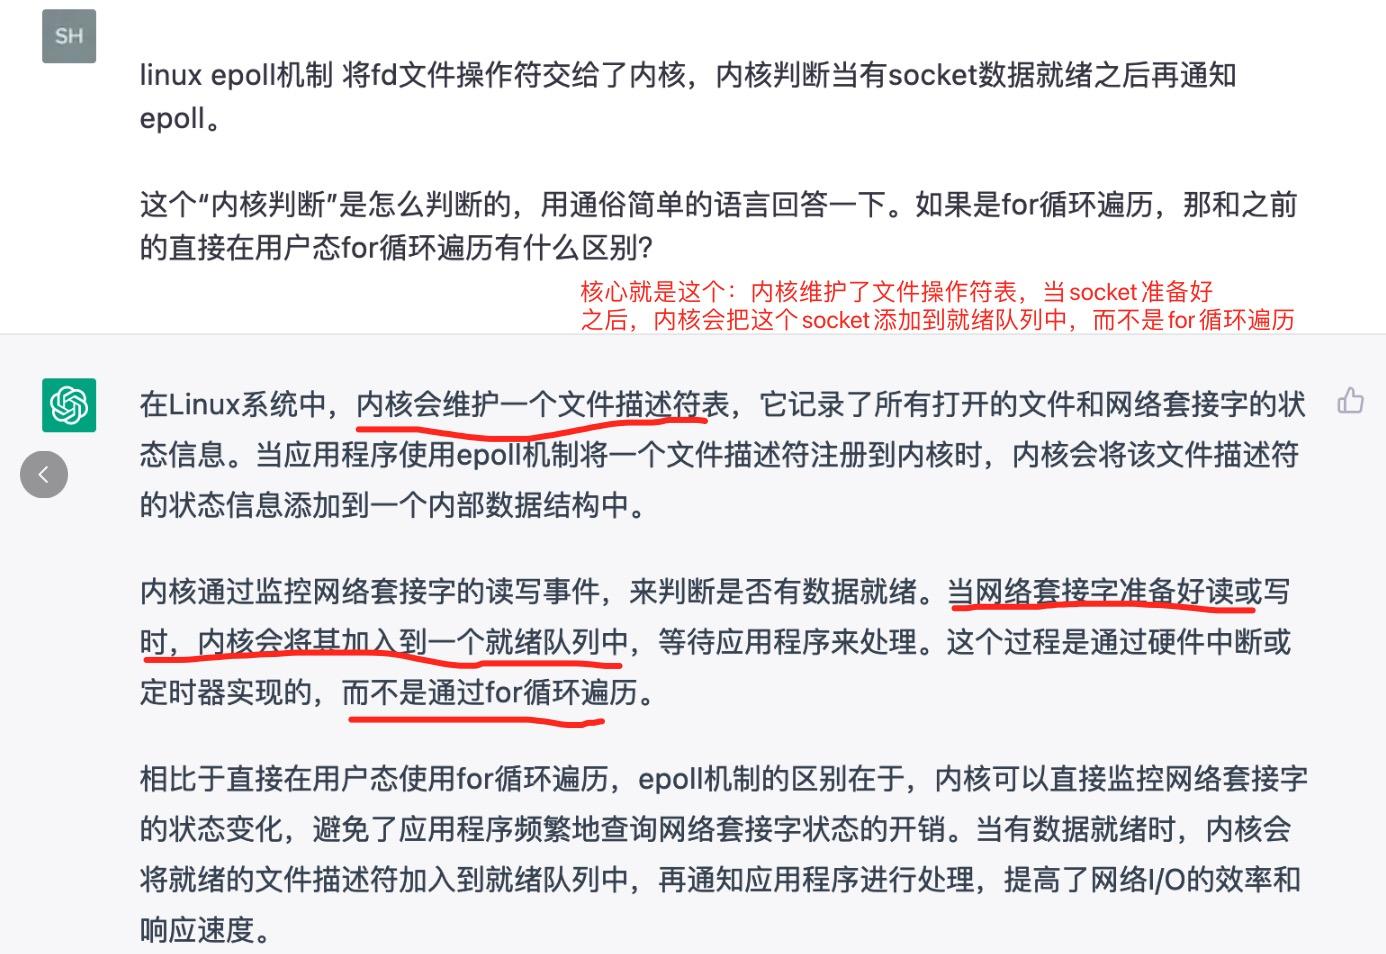 SH
linux epoll机制 将fd文件操作符交给了内核，内核判断当有socket数据就绪之后再通知
epoll。
这个“内核判断”是怎么判断的，用通俗简单的语言回答一下。如果是for循环遍历，那和之前
的直接在用户态for循环遍历有什么区别?
核心就是这个：内核维护了文件操作符表，当socket准备好
之后，内核会把这个socket添加到就绪队列中，而不是for循环遍历
在Linux系统中，内核会维护一个文件描述符表，它记录了所有打开的文件和网络套接字的状
态信息。当应用程序使用epoll机制将一个文件描述符注册到内核时，内核会将该文件描述符
的状态信息添加到一个内部数据结构中。
内核通过监控网络套接字的读写事件，来判断是否有数据就绪。当网络套接字准备好读或写
时，内核会将其加入到一个就绪队列中，等待应用程序来处理。这个过程是通过硬件中断或
定时器实现的，而不是通过for循环遍历。
相比于直接在用户态使用for循环遍历，epoll机制的区别在于，内核可以直接监控网络套接字
的状态变化，避免了应用程序频繁地查询网络套接字状态的开销。当有数据就绪时，内核会
将就绪的文件描述符加入到就绪队列中，再通知应用程序进行处理，提高了网络I/O的效率和
响应速度。